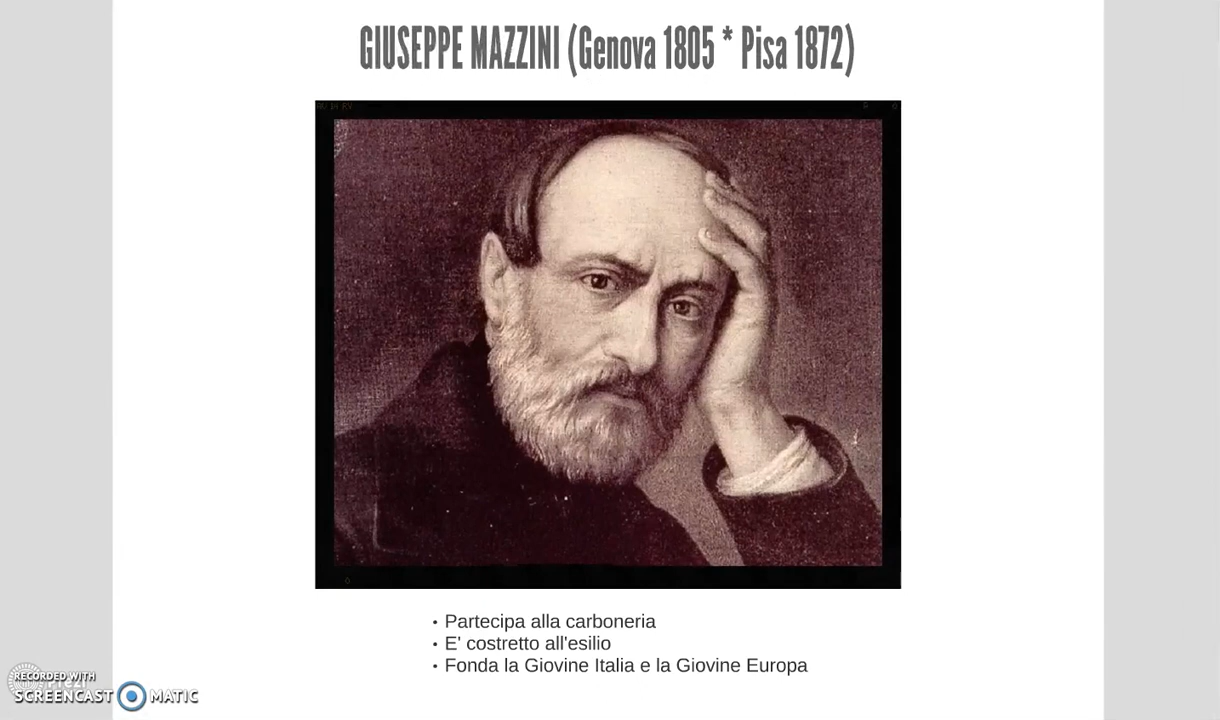 GIUSEPPE MAZZINI (Genova 1805 * Pisa 1872)
• Partecipa alla carboneria
• E' costretto all'esilio
• Fonda la Giovine Italia e la Giovine Europa
RECORDED WITH
Prezi
SCREENCAST MATIC